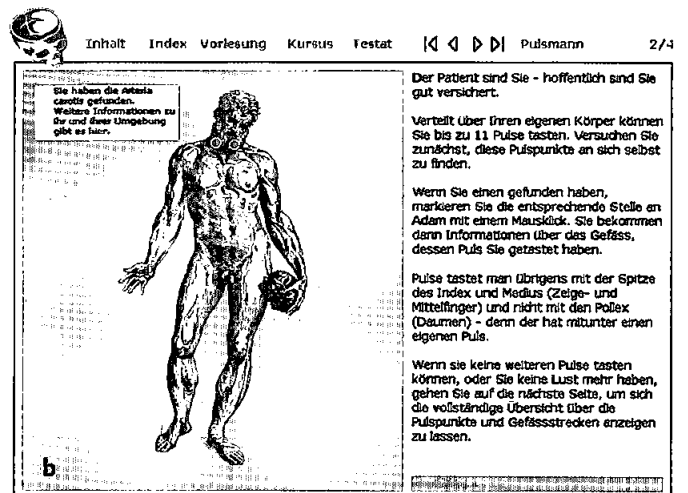 Inhalt Index Vorlesung Kursus Testat Pulsmann 2/4
Sie haben die Arteria
carotis gefunden.
Weitere Informationen zu
ihr und ihrer Umgebung
gibt es hier.
Der Patient sind Sie - hoffentlich sind Sie
gut versichert.
Verteilt über Ihren eigenen Körper können
Sie bis zu 11 Pulse tasten. Versuchen Sie
zunächst, diese Pulspunkte an sich selbst
zu finden.
Wenn Sie einen gefunden haben,
markieren Sie die entsprechende Stelle an
Adam mit einem Mausklick. Sie bekommen
dann Informationen über das Gefäss,
dessen Puls Sie getastet haben.
Pulse tastet man übrigens mit der Spitze
des Index und Medius (Zeige- und
Mittelfinger) und nicht mit den Pollex
(Daumen) - denn der hat mitunter einen
eigenen Puls.
Wenn sie keine weiteren Pulse tasten
können, oder Sie keine Lust mehr haben,
gehen Sie auf die nächste Seite, um sich
die vollständige Übersicht über die
Pulspunkte und Gefässstrecken anzeigen
zu lassen.
b